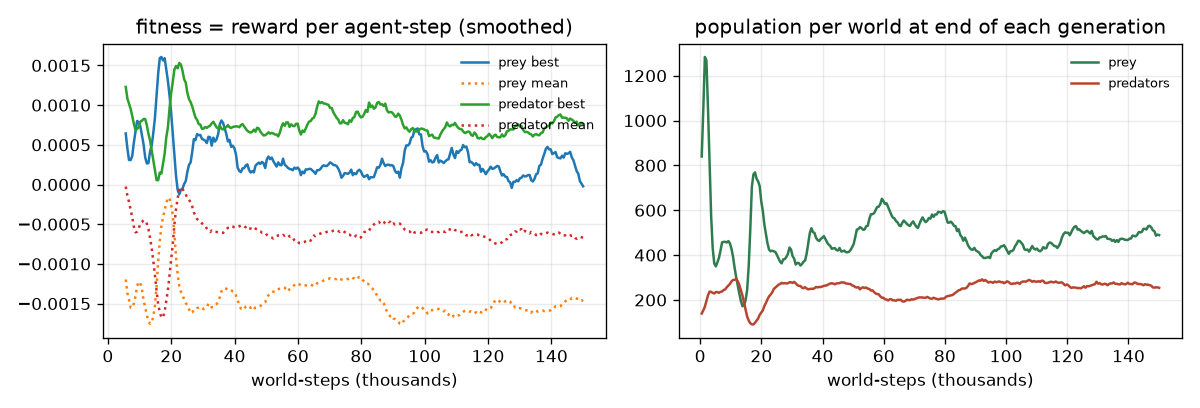 fitness = reward per agent-step (smoothed)
0.0015
0.0010
0.0005
0.0000
−0.0005
−0.0010
−0.0015
prey best
prey mean
predator best
predator mean
0
20
40
60
80
100
120
140
world-steps (thousands)
population per world at end of each generation
1200
1000
800
600
400
200
prey
predators
0
20
40
60
80
100
120
140
world-steps (thousands)